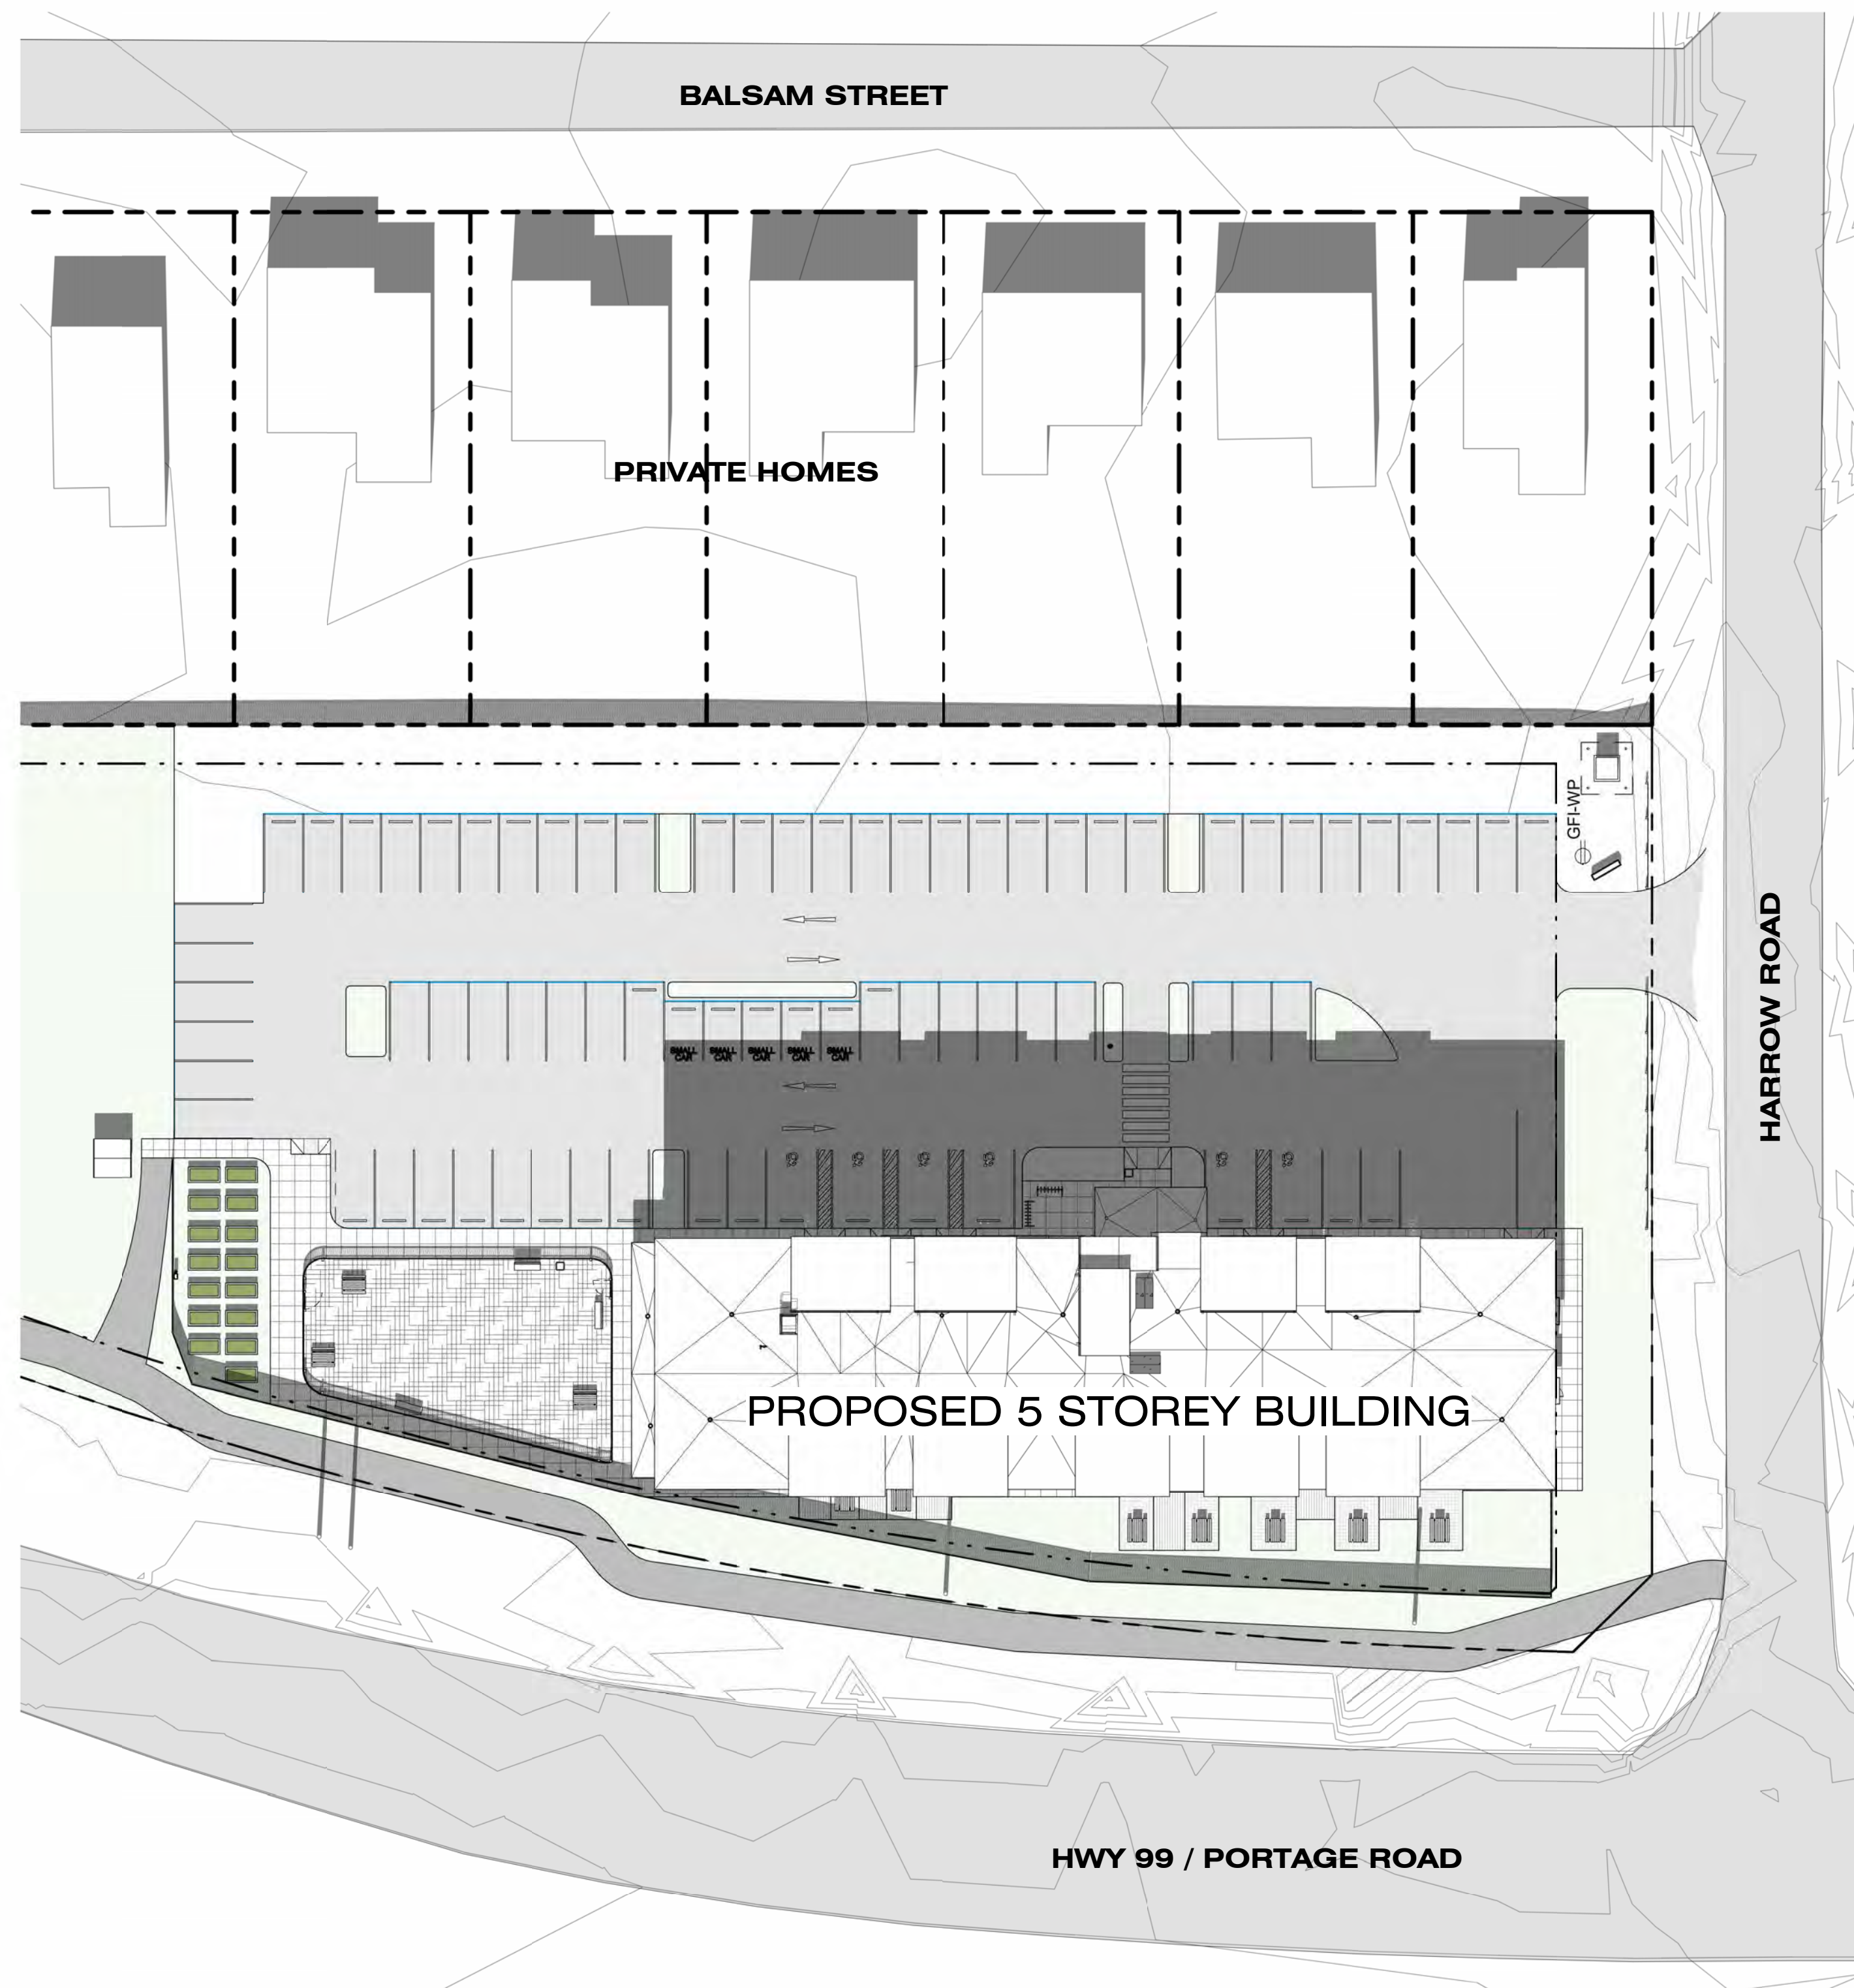 BALSAM STREET
PRIVATE HOMES
GFI-WP
HARROW ROAD
SMALL CAR
SMALL CAR
SMALL CAR
SMALL CAR
SMALL CAR
PROPOSED 5 STOREY BUILDING
HWY 99 / PORTAGE ROAD